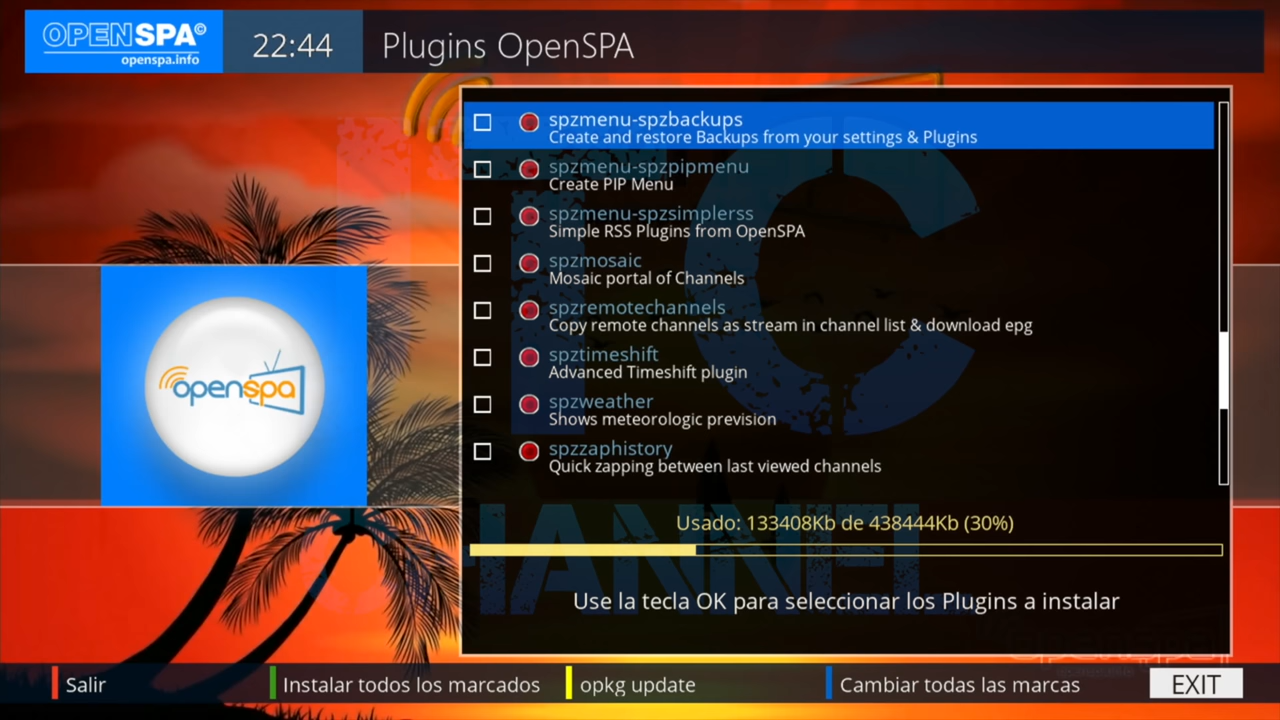 OPENSPA©
openspa.info
22:44
Plugins OpenSPA
spzmenu-spzbackups
Create and restore Backups from your settings & Plugins
spzmenu-spzpipmenu
Create PIP Menu
spzmenu-spzsimplerss
Simple RSS Plugins from OpenSPA
spzmosaic
Mosaic portal of Channels
spzremotechannels
Copy remote channels as stream in channel list & download epg
spztimeshift
Advanced Timeshift plugin
spzweather
Shows meteorologic prevision
spzzaphistory
Quick zapping between last viewed channels
openspa
Usado: 133408Kb de 438444Kb (30%)
Use la tecla OK para seleccionar los Plugins a instalar
openspa
Salir
Instalar todos los marcados
opkg update
Cambiar todas las marcas
EXIT